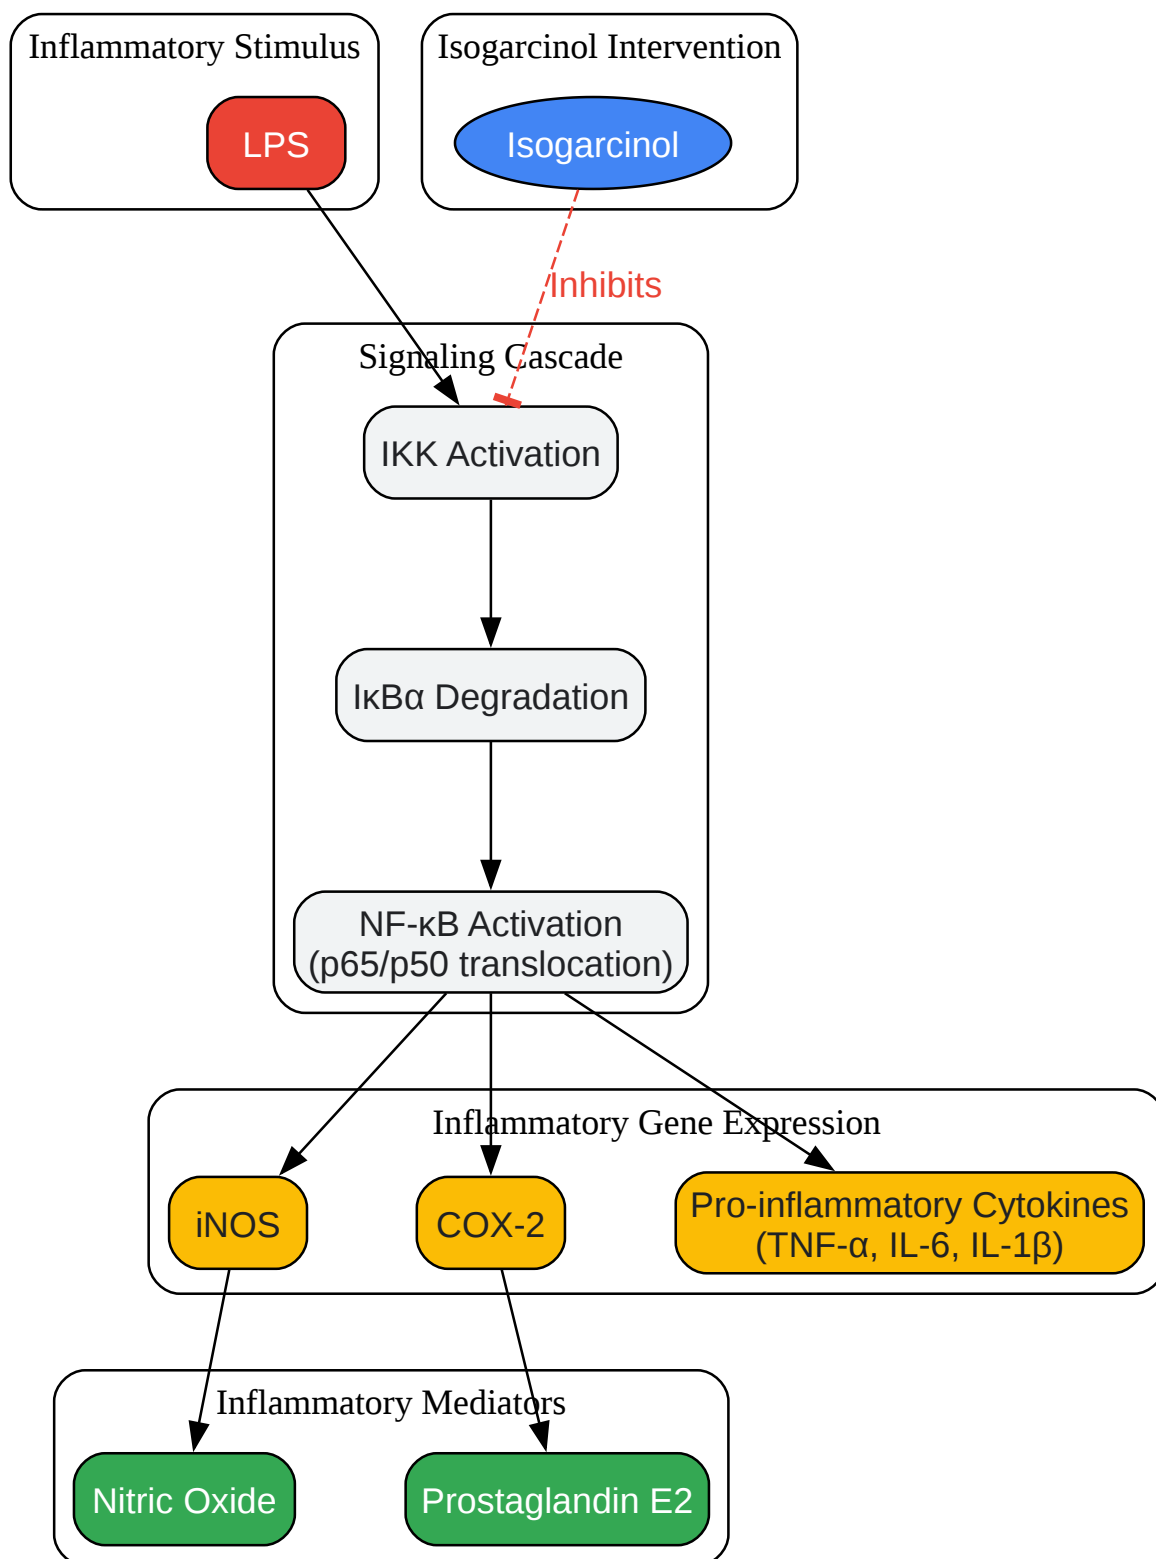 Inflammatory Stimulus
Isogarcinol Intervention
LPS
Isogarcinol
Inhibits
Signaling Cascade
IKK Activation
IκBα Degradation
NF-κB Activation
(p65/p50 translocation)
Inflammatory Gene Expression
iNOS
COX-2
Pro-inflammatory Cytokines
(TNF-α, IL-6, IL-1β)
Inflammatory Mediators
Nitric Oxide
Prostaglandin E2